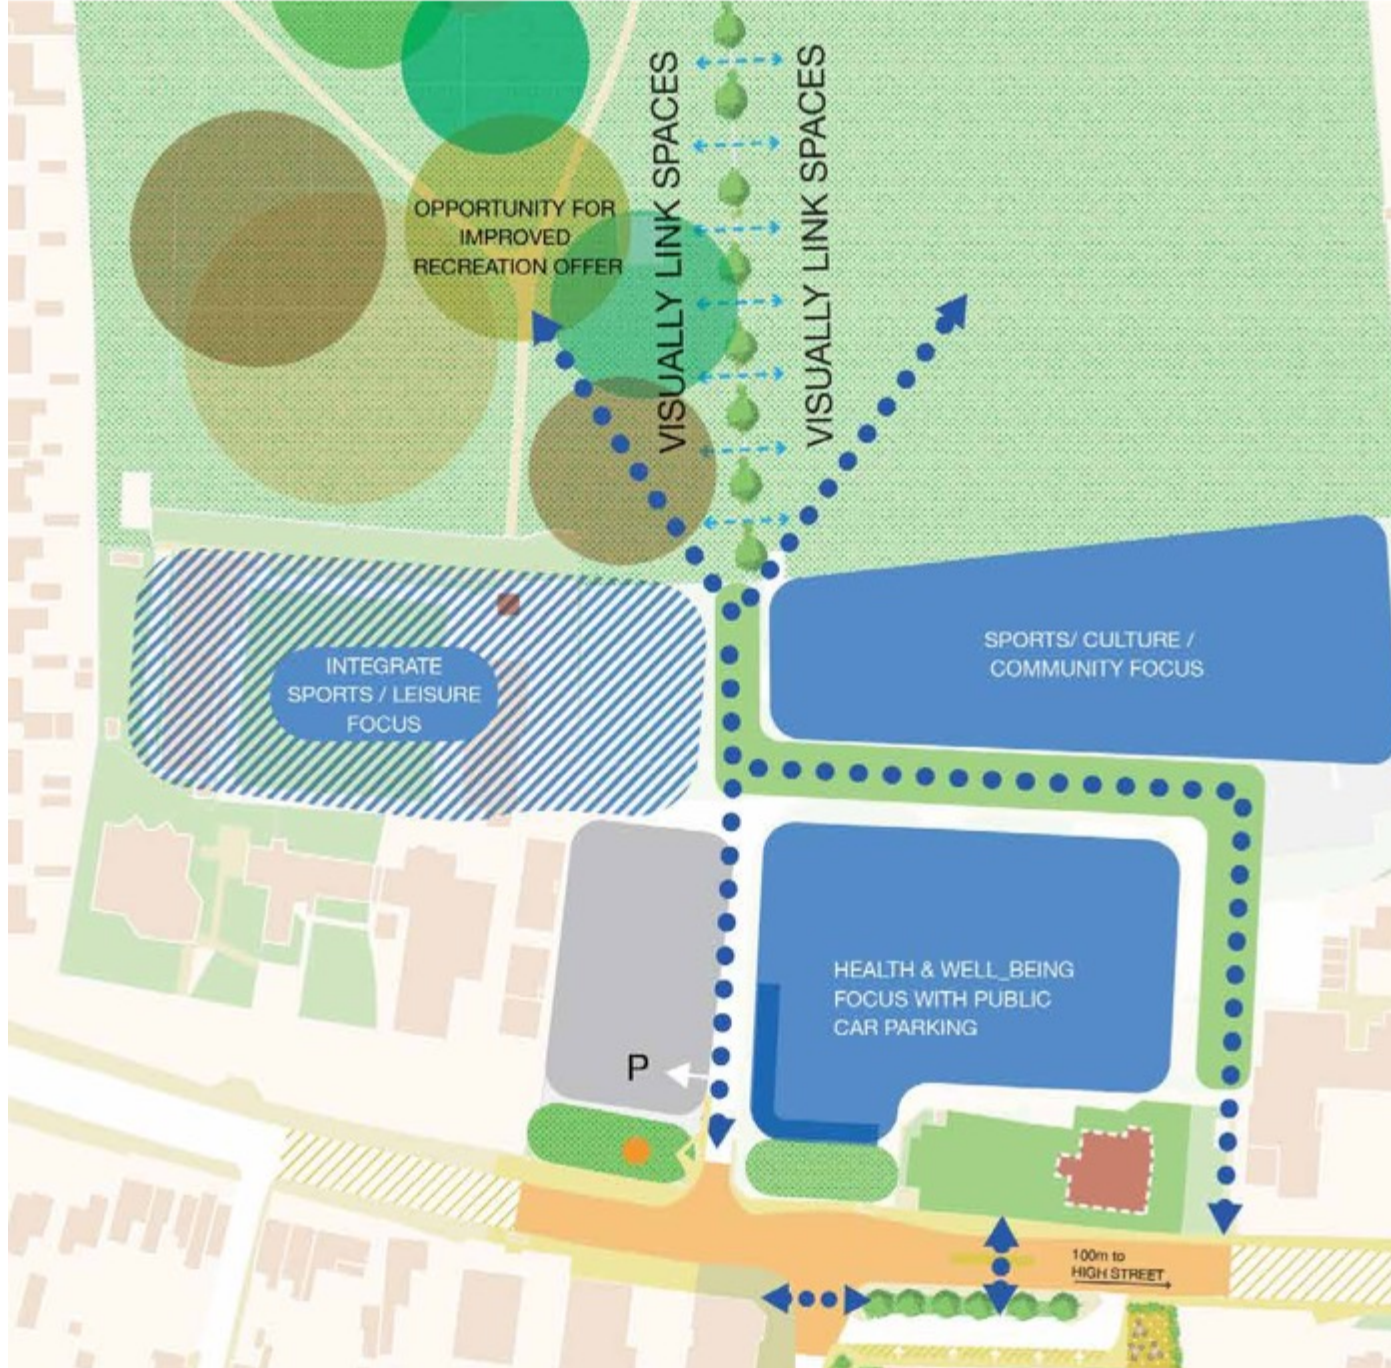 VISUALLY LINK SPACES
VISUALLY LINK SPACES
OPPORTUNITY FOR
IMPROVED
RECREATION OFFER
INTEGRATE
SPORTS / LEISURE
FOCUS
SPORTS/ CULTURE /
COMMUNITY FOCUS
HEALTH & WELL_BEING
FOCUS WITH PUBLIC
CAR PARKING
P
100m to
HIGH STREET